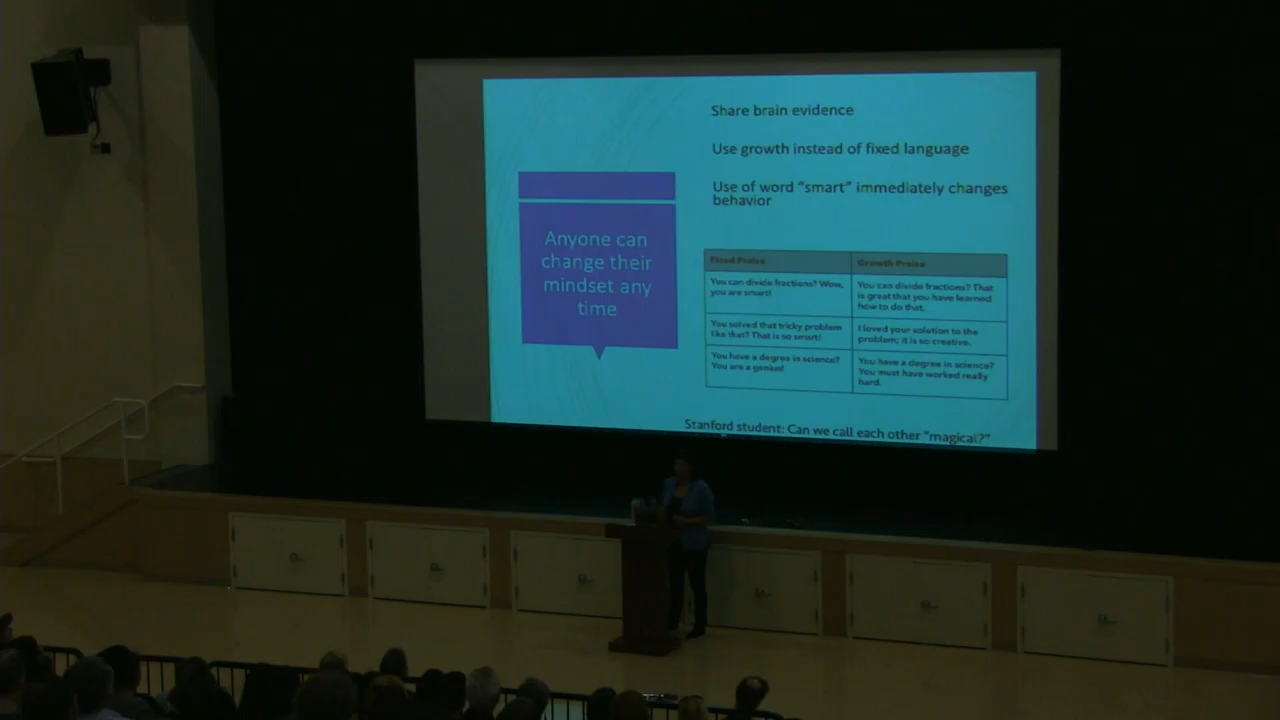 Share brain evidence
Use growth instead of fixed language
Use of word “smart” immediately changes
behavior
Anyone can
change their
mindset any
time
Fixed Praise
Growth Praise
You can divide fractions? Wow,
you are smart!
You can divide fractions? That
is great that you have learned
how to do that.
You solved that tricky problem
like that? That is so smart!
I loved your solution to the
problem; it is so creative.
You have a degree in science?
You are a genius!
You have a degree in science?
You must have worked really
hard.
Stanford student: Can we call each other “magical?”